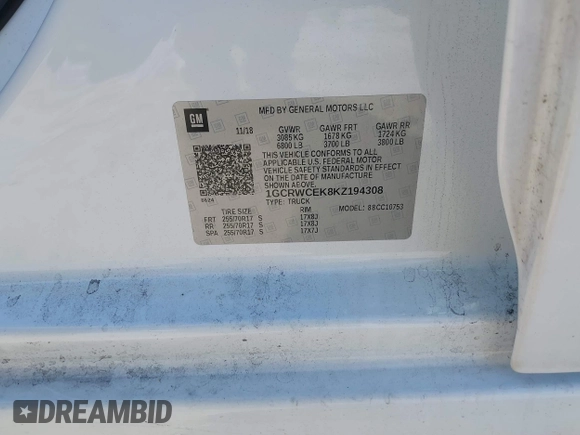 GM
MFD BY GENERAL MOTORS LLC
11/18 GVWR GAWR FRT GAWR RR
3085 KG 1678 KG 1724 KG
6800 LB 3700 LB 3800 LB
THIS VEHICLE CONFORMS TO ALL
APPLICABLE U.S. FEDERAL MOTOR
VEHICLE SAFETY STANDARDS IN EFFECT
ON THE DATE OF MANUFACTURE
SHOWN ABOVE.
1GCRWCEK8KZ194308
TYPE: TRUCK MODEL:
TIRE SIZE RIM
FRT 255/70R17 S 17X8J
RR 255/70R17 S 17X8J
SPA 255/70R17 S 17X7J
DREAMBID